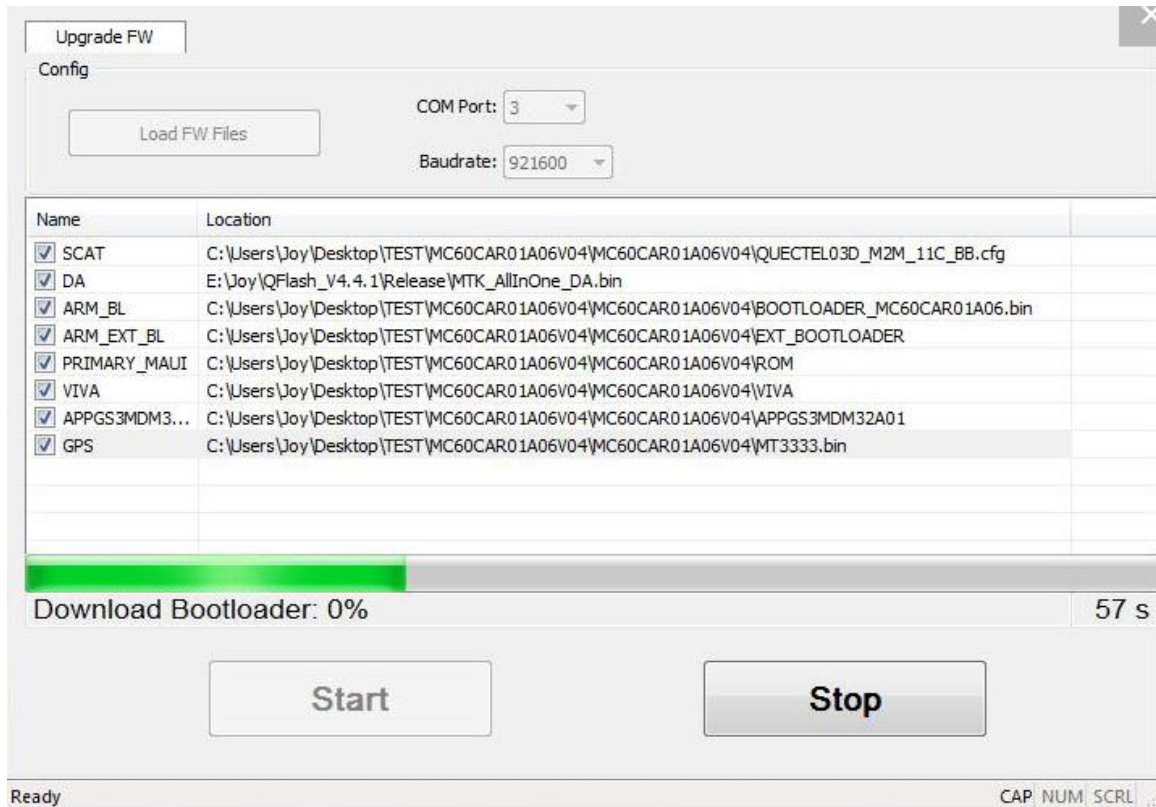 Upgrade FW
Config
Load FW Files
COM Port: 3
Baudrate: 921600
Name Location
SCAT C:\Users\Joy\Desktop\TEST\MC60CAR01A06V04\MC60CAR01A06V04\QUECTEL03D_M2M_11C_BB.cfg
DA E:\Joy\QFlash_V4.4.1\Release\MTK_AllInOne_DA.bin
ARM_BL C:\Users\Joy\Desktop\TEST\MC60CAR01A06V04\MC60CAR01A06V04\BOOTLOADER_MC60CAR01A06.bin
ARM_EXT_BL C:\Users\Joy\Desktop\TEST\MC60CAR01A06V04\MC60CAR01A06V04\EXT_BOOTLOADER
PRIMARY_MAUI C:\Users\Joy\Desktop\TEST\MC60CAR01A06V04\MC60CAR01A06V04\ROM
VIVA C:\Users\Joy\Desktop\TEST\MC60CAR01A06V04\MC60CAR01A06V04\VIVA
APPGS3MDM3... C:\Users\Joy\Desktop\TEST\MC60CAR01A06V04\MC60CAR01A06V04\APPGS3MDM32A01
GPS C:\Users\Joy\Desktop\TEST\MC60CAR01A06V04\MC60CAR01A06V04\MT3333.bin
Download Bootloader: 0% 57 s
Start Stop
Ready CAP NUM SCRL